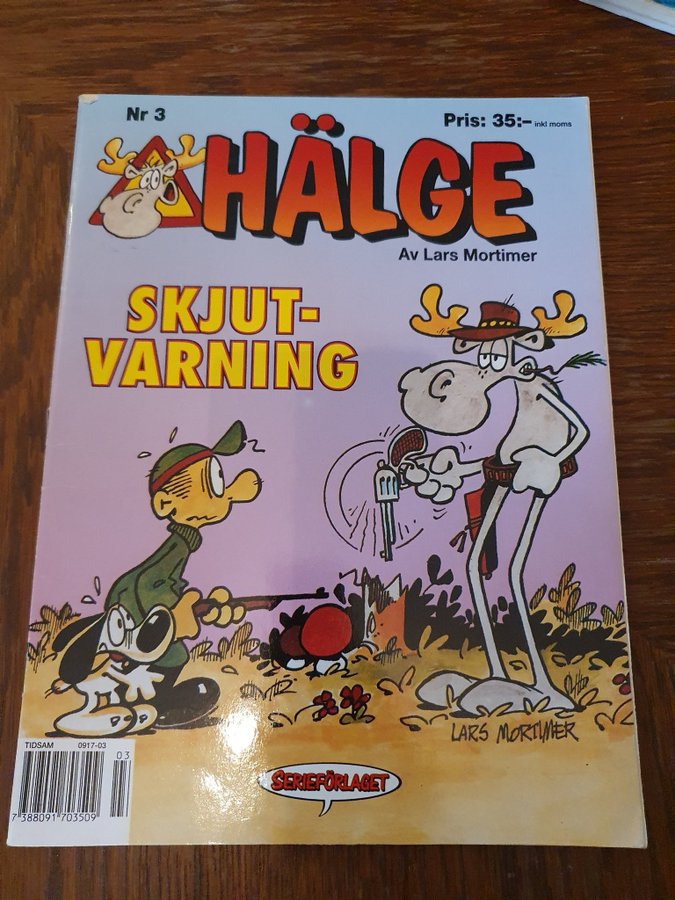 Nr 3
Pris: 35:- inkl moms
HÄLGE
Av Lars Mortimer
SKJUT-
VARNING
LARS MORTIMER
TIDSAM 0917-03
03
7 388091 703509
SERIEFÖRLAGET